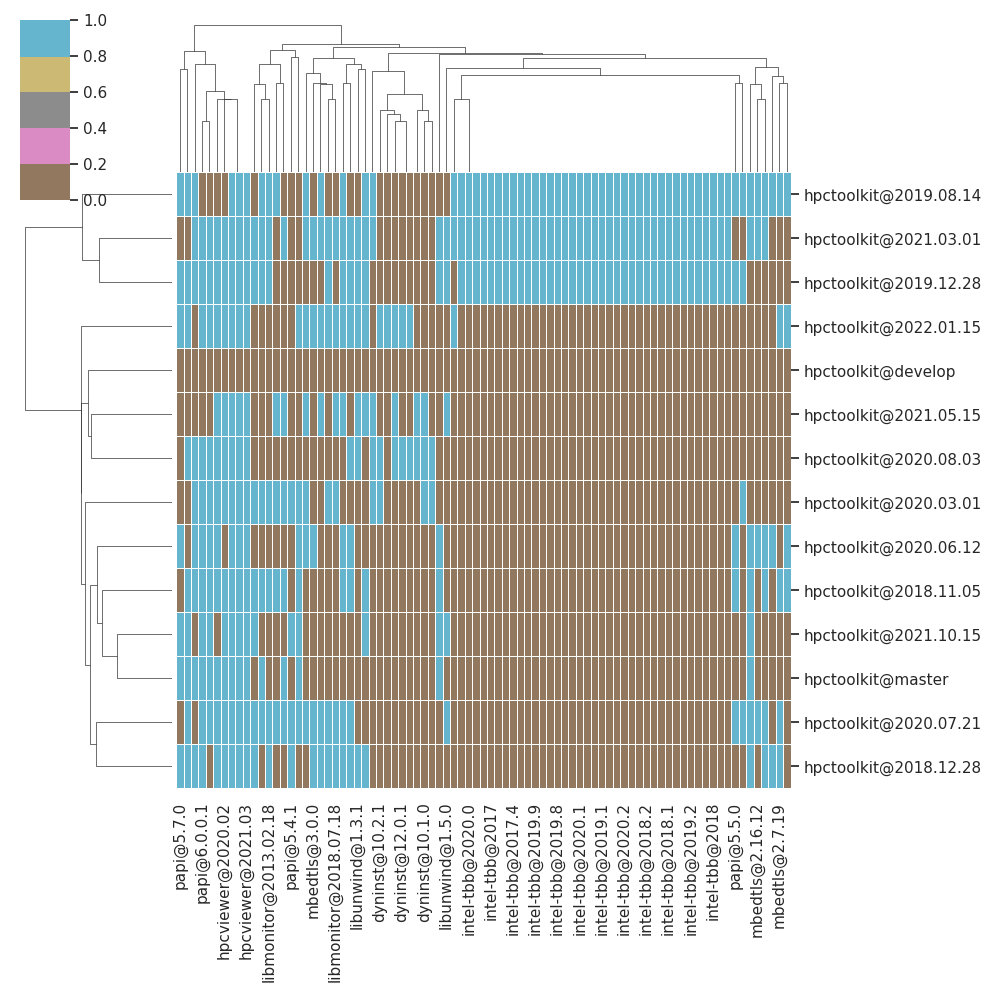 1.0
0.8
0.6
0.4
0.2
0.0
hpctoolkit@2019.08.14
hpctoolkit@2021.03.01
hpctoolkit@2019.12.28
hpctoolkit@2022.01.15
hpctoolkit@develop
hpctoolkit@2021.05.15
hpctoolkit@2020.08.03
hpctoolkit@2020.03.01
hpctoolkit@2020.06.12
hpctoolkit@2018.11.05
hpctoolkit@2021.10.15
hpctoolkit@master
hpctoolkit@2020.07.21
hpctoolkit@2018.12.28
papi@5.7.0
papi@6.0.0.1
hpcviewer@2020.02
hpcviewer@2021.03
libmonitor@2013.02.18
papi@5.4.1
mbedtls@3.0.0
libmonitor@2018.07.18
libunwind@1.3.1
dyninst@10.2.1
dyninst@12.0.1
dyninst@10.1.0
libunwind@1.5.0
intel-tbb@2020.0
intel-tbb@2017
intel-tbb@2017.4
intel-tbb@2019.9
intel-tbb@2019.8
intel-tbb@2020.1
intel-tbb@2019.1
intel-tbb@2020.2
intel-tbb@2018.2
intel-tbb@2018.1
intel-tbb@2019.2
intel-tbb@2018
papi@5.5.0
mbedtls@2.16.12
mbedtls@2.7.19